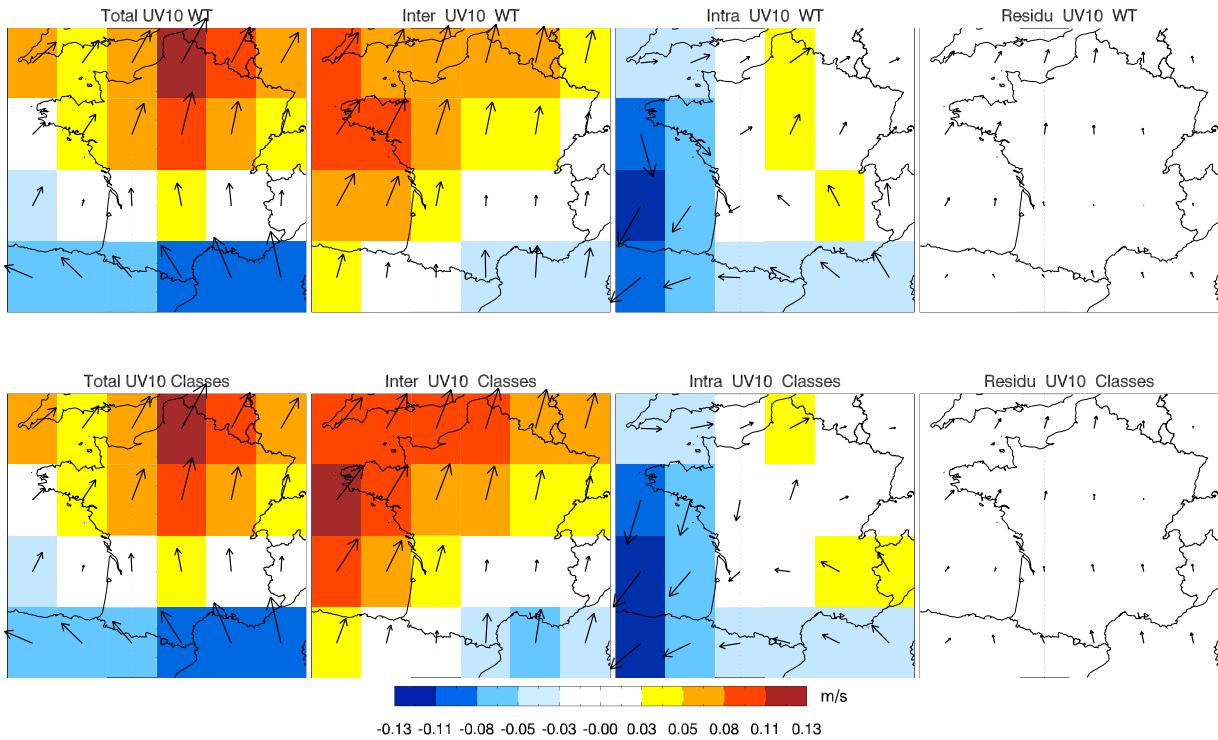 Total UV10 WT
Inter UV10 WT
Intra UV10 WT
Residu UV10 WT
Total UV10 Classes
Inter UV10 Classes
Intra UV10 Classes
Residu UV10 Classes
m/s
-0.13 -0.11 -0.08 -0.05 -0.03 -0.00 0.03 0.05 0.08 0.11 0.13